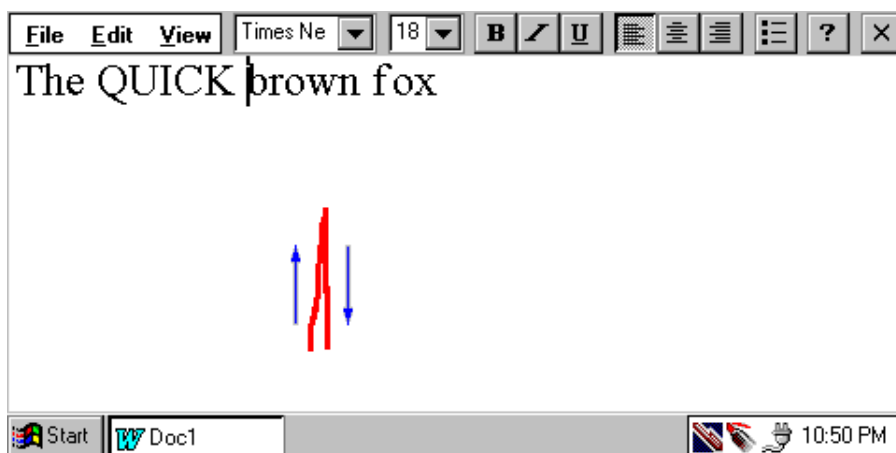 File Edit View Times Ne 18 B I U ? ×
The QUICK brown fox
Start W Doc1 10:50 PM